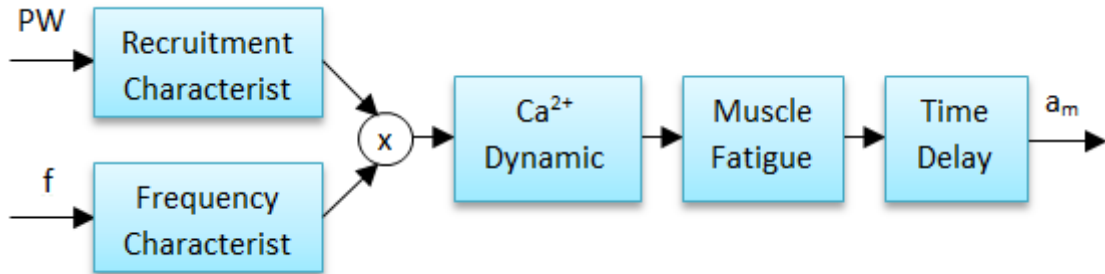 PW
Recruitment
Characterist
f
Frequency
Characterist
x
Ca²⁺
Dynamic
Muscle
Fatigue
Time
Delay
aₘ